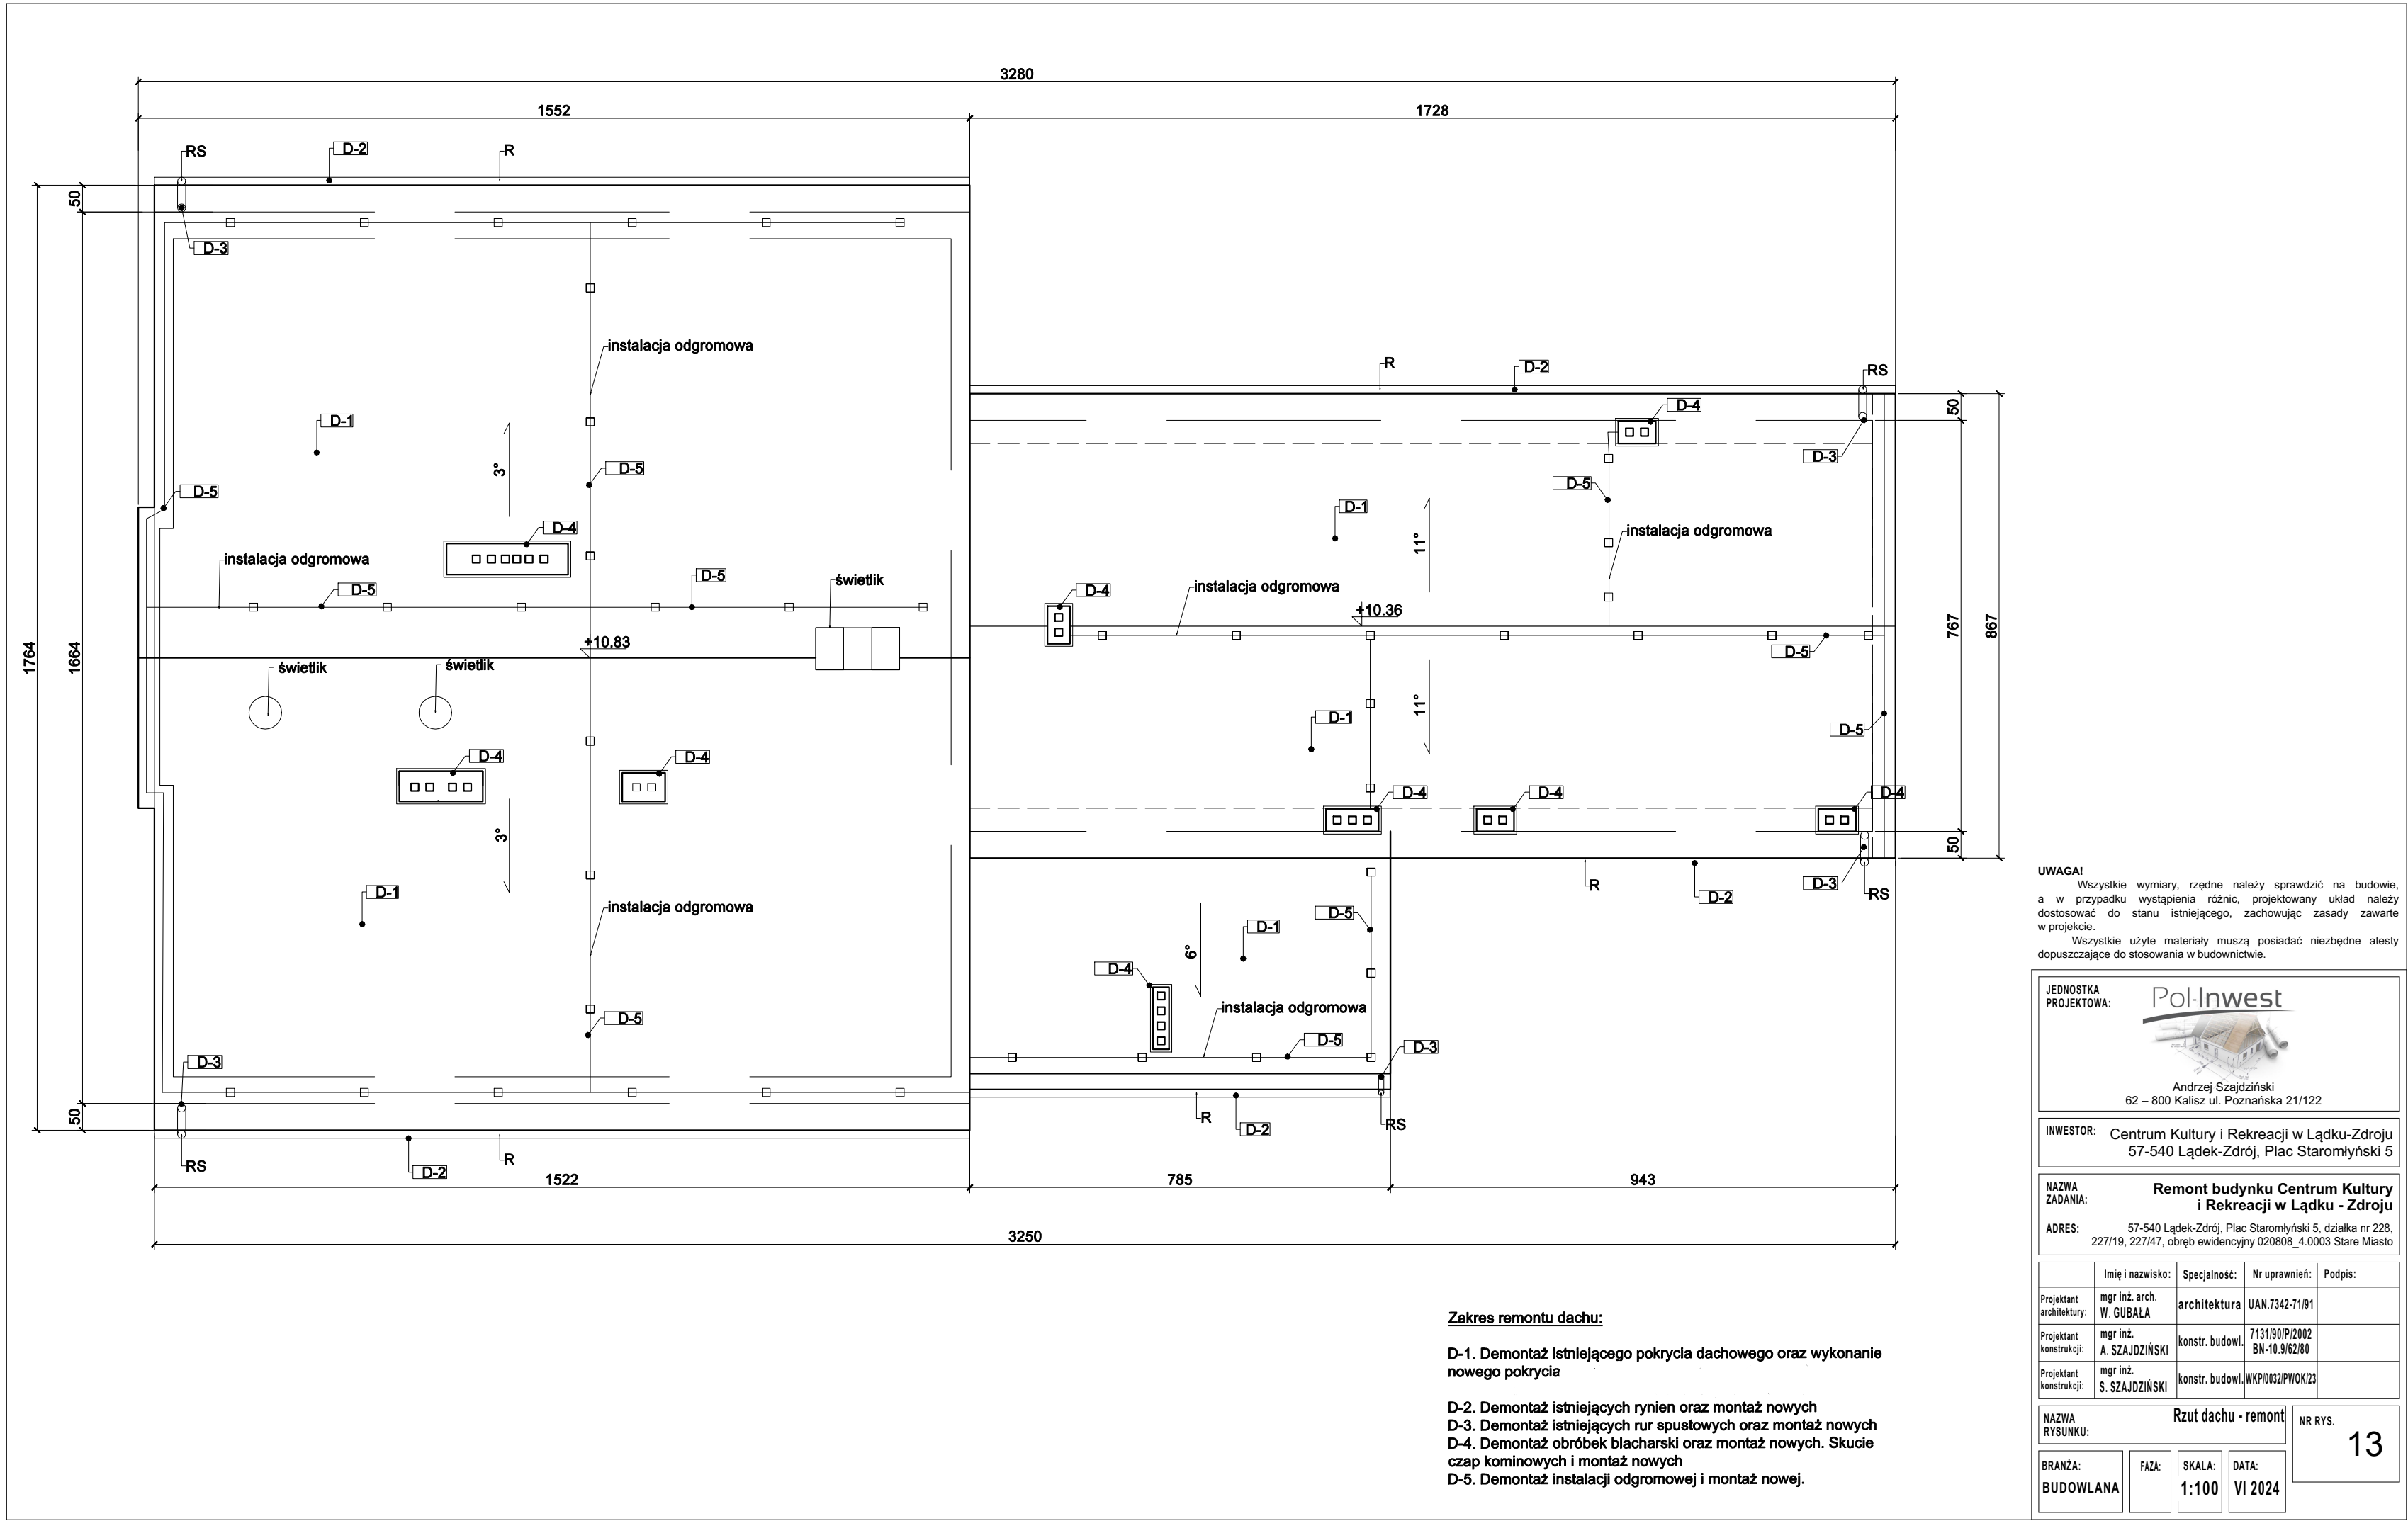 3280
1552
1728
RS
D-2
R
50
D-3
instalacja odgromowa
R
D-2
RS
D-4
50
D-1
3°
D-5
D-3
D-5
D-5
D-1
11°
D-4
instalacja odgromowa
instalacja odgromowa
D-5
D-5
świetlik
D-4
instalacja odgromowa
+10.36
767
867
1764
1664
+10.83
D-5
świetlik
świetlik
11°
D-1
D-5
D-4
D-4
D-4
D-4
D-4
3°
50
D-1
instalacja odgromowa
R
D-2
D-3
RS
D-5
D-1
6°
D-4
instalacja odgromowa
D-5
D-5
D-3
D-3
50
R
D-2
RS
RS
D-2
R
1522
785
943
3250
Zakres remontu dachu:
D-1. Demontaż istniejącego pokrycia dachowego oraz wykonanie
nowego pokrycia
D-2. Demontaż istniejących rynien oraz montaż nowych
D-3. Demontaż istniejących rur spustowych oraz montaż nowych
D-4. Demontaż obróbek blacharski oraz montaż nowych. Skucie
czap kominowych i montaż nowych
D-5. Demontaż instalacji odgromowej i montaż nowej.
UWAGA!
Wszystkie wymiary, rzędne należy sprawdzić na budowie,
a w przypadku wystąpienia różnic, projektowany układ należy
dostosować do stanu istniejącego, zachowując zasady zawarte
w projekcie.
Wszystkie użyte materiały muszą posiadać niezbędne atesty
dopuszczające do stosowania w budownictwie.
JEDNOSTKA
PROJEKTOWA:
Pol-Inwest
Andrzej Szajdziński
62 – 800 Kalisz ul. Poznańska 21/122
INWESTOR:
Centrum Kultury i Rekreacji w Lądku-Zdroju
57-540 Lądek-Zdrój, Plac Staromłyński 5
NAZWA
ZADANIA:
Remont budynku Centrum Kultury
i Rekreacji w Lądku - Zdroju
ADRES:
57-540 Lądek-Zdrój, Plac Staromłyński 5, działka nr 228,
227/19, 227/47, obręb ewidencyjny 020808_4.0003 Stare Miasto
Imię i nazwisko: Specjalność: Nr uprawnień: Podpis:
Projektant
architektury:
mgr inż. arch.
W. GUBAŁA
architektura
UAN.7342-71/91
Projektant
konstrukcji:
mgr inż.
A. SZAJDZIŃSKI
konstr. budowl.
7131/90/P/2002
BN-10.9/62/80
Projektant
konstrukcji:
mgr inż.
S. SZAJDZIŃSKI
konstr. budowl.
WKP/0032/PWOK/23
NAZWA
RYSUNKU:
Rzut dachu - remont
NR RYS.
13
BRANŻA:
BUDOWLANA
FAZA:
SKALA:
1:100
DATA:
VI 2024